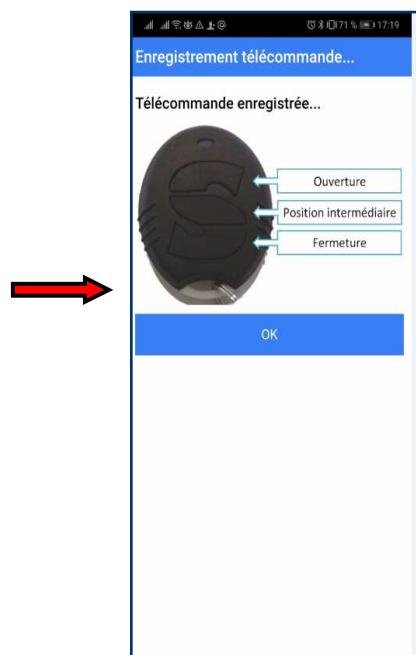 71 % 17:19
Enregistrement télécommande...
Télécommande enregistrée...
Ouverture
Position intermédiaire
Fermeture
OK